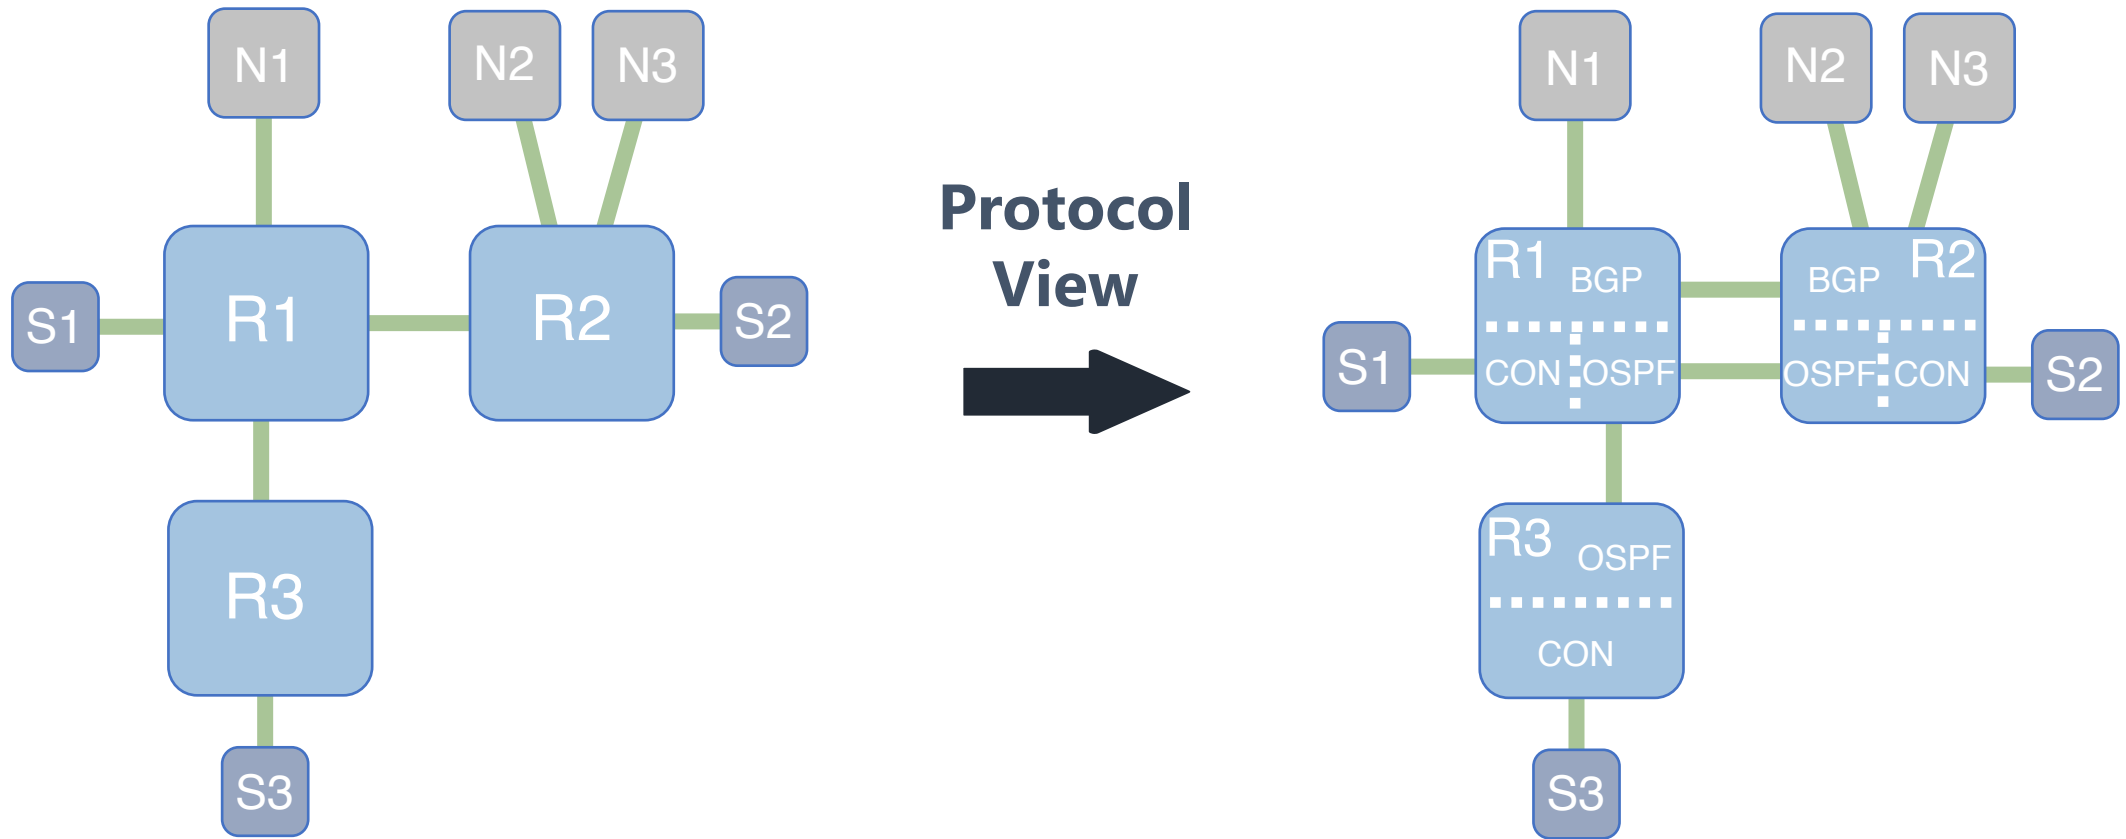 N1
N2
N3
S1
R1
R2
S2
R3
S3
Protocol
View
N1
N2
N3
R1 BGP
BGP R2
S1
CON OSPF
OSPF CON
S2
R3 OSPF
CON
S3